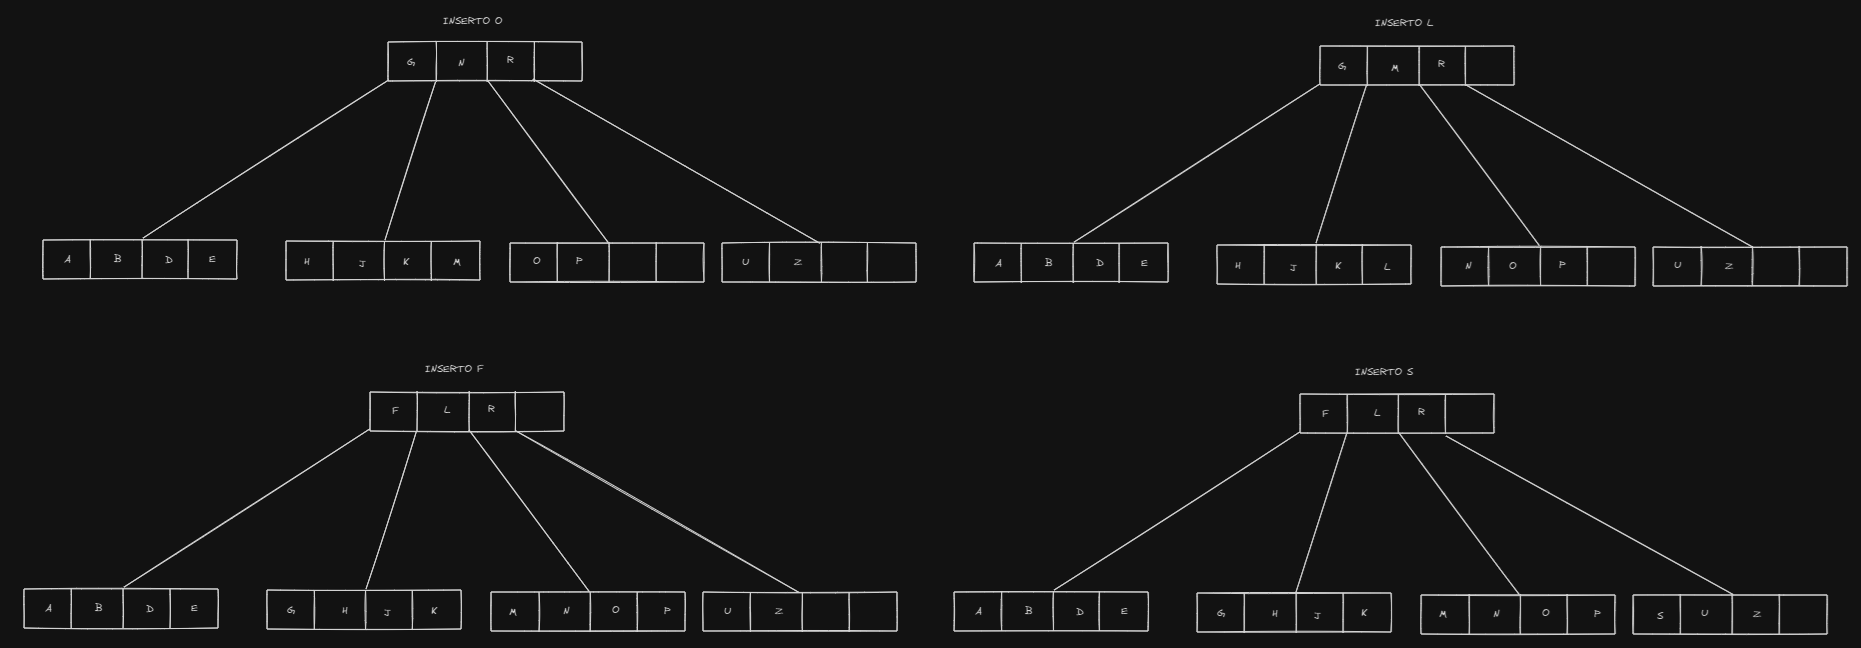 INSERTO O
G N R
A B D E H J K M O P U Z
INSERTO L
G M R
A B D E H J K L N O P U Z
INSERTO F
F L R
A B D E G H J K M N O P U Z
INSERTO S
F L R
A B D E G H J K M N O P S U Z